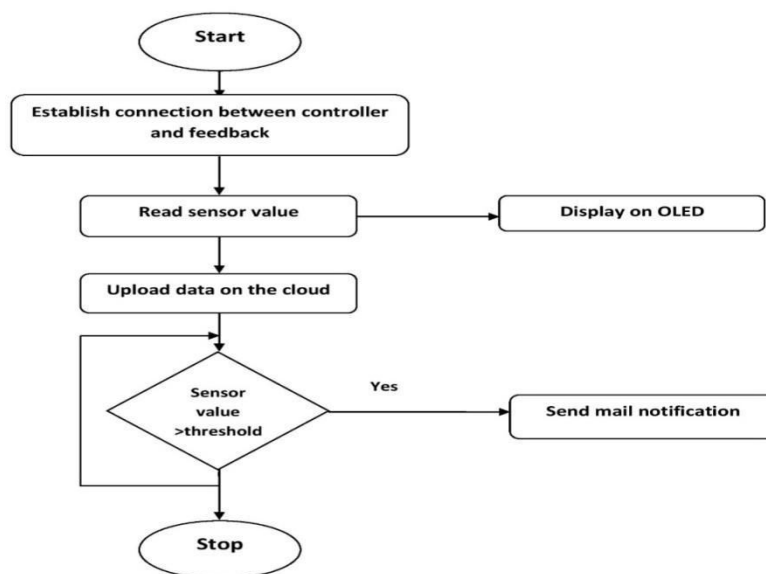 Start
Establish connection between controller
and feedback
Read sensor value
Display on OLED
Upload data on the cloud
Sensor
value
>threshold
Yes
Send mail notification
Stop